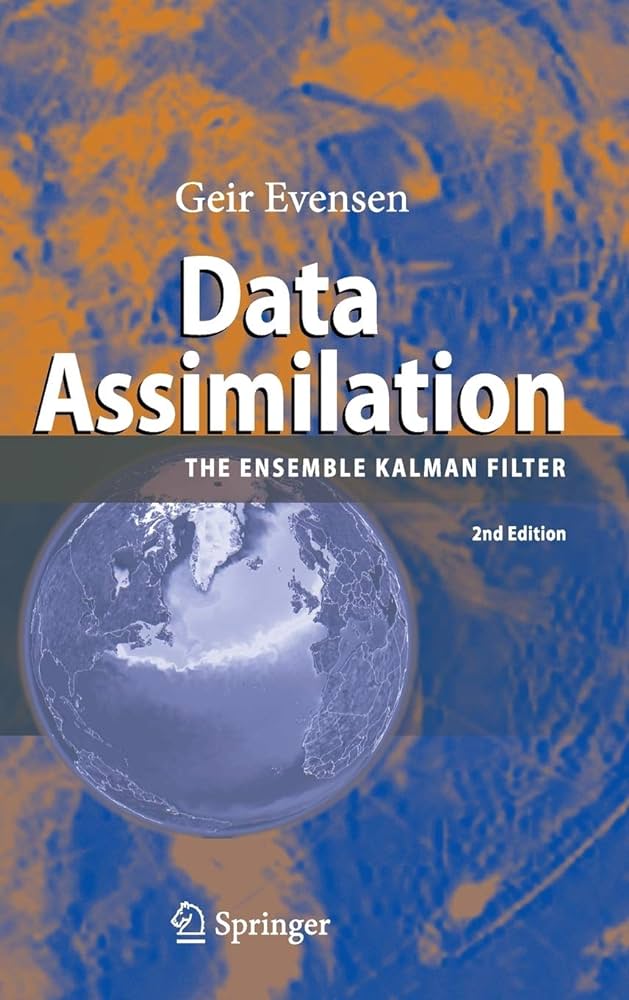 Geir Evensen
Data
Assimilation
THE ENSEMBLE KALMAN FILTER
2nd Edition
Springer